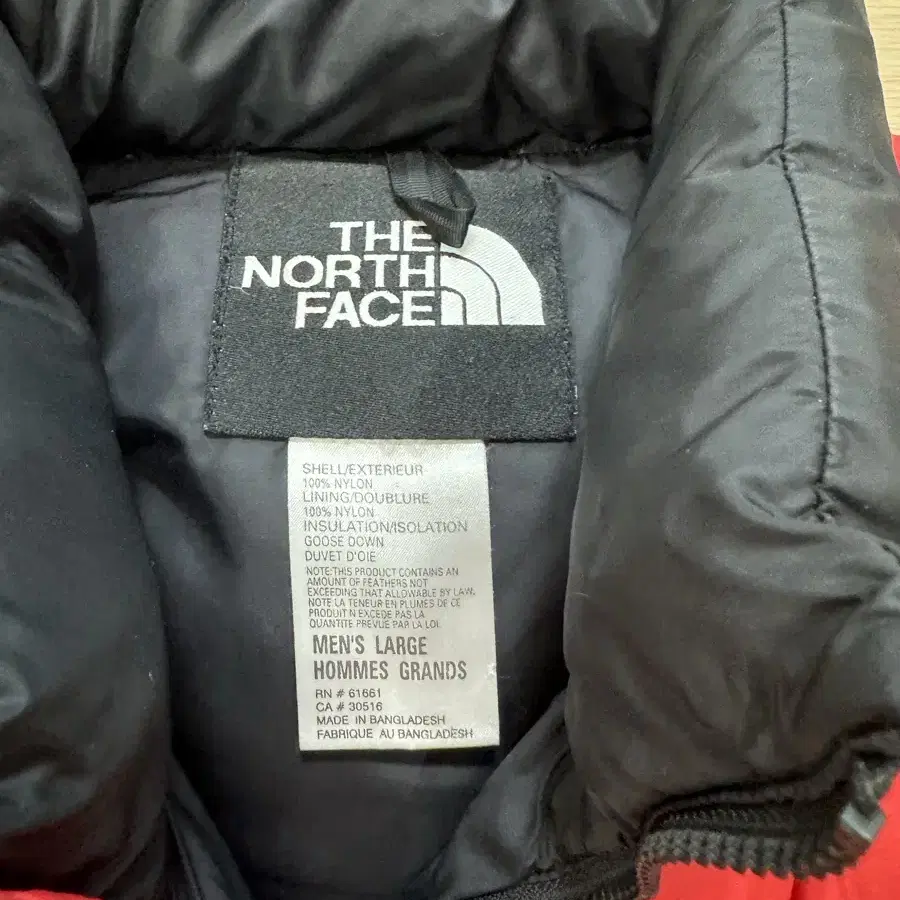 THE
NORTH
FACE
SHELL/EXTERIEUR
100% NYLON
LINING/DOUBLURE
100% NYLON
INSULATION/ISOLATION
GOOSE DOWN
DUVET D'OIE
NOTE:THIS PRODUCT CONTAINS AN
AMOUNT OF FEATHERS NOT
EXCEEDING THAT ALLOWABLE BY LAW.
NOTE LA TENEUR EN PLUMES DE CE
PRODUIT N EXCEDE PAS LA
QUANTITE PREVUE PAR LA LOI.
MEN'S LARGE
HOMMES GRANDS
RN # 61661
CA # 30516
MADE IN BANGLADESH
FABRIQUE AU BANGLADESH